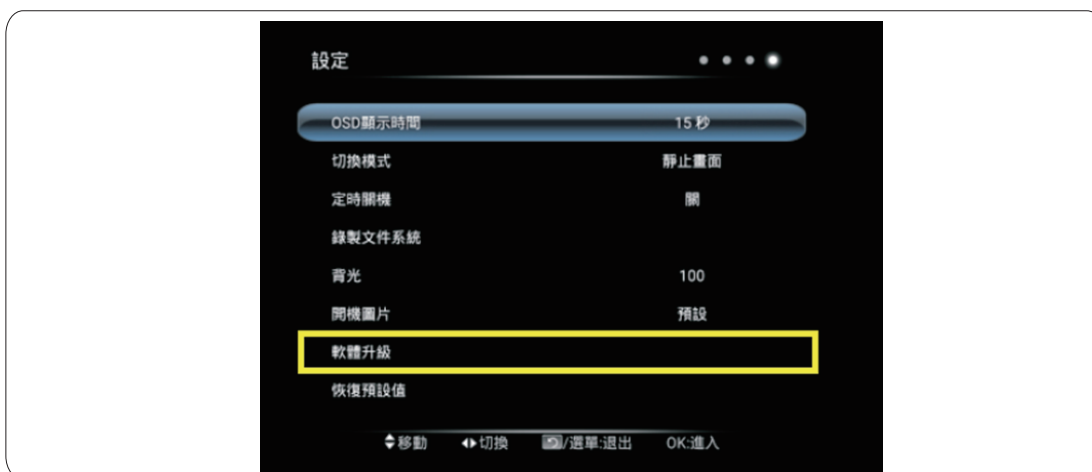 設定
OSD顯示時間 15 秒
切換模式 靜止畫面
定時關機 關
錄製文件系統
背光 100
開機圖片 預設
軟體升級
恢復預設值
移動 切換 /選單:退出 OK:進入